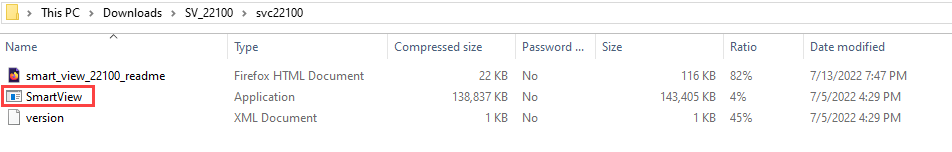 This PC > Downloads > SV_22100 > svc22100
Name Type Compressed size Password ... Size Ratio Date modified
smart_view_22100_readme Firefox HTML Document 22 KB No 116 KB 82% 7/13/2022 7:47 PM
SmartView Application 138,837 KB No 143,405 KB 4% 7/5/2022 4:29 PM
version XML Document 1 KB No 1 KB 45% 7/5/2022 4:29 PM